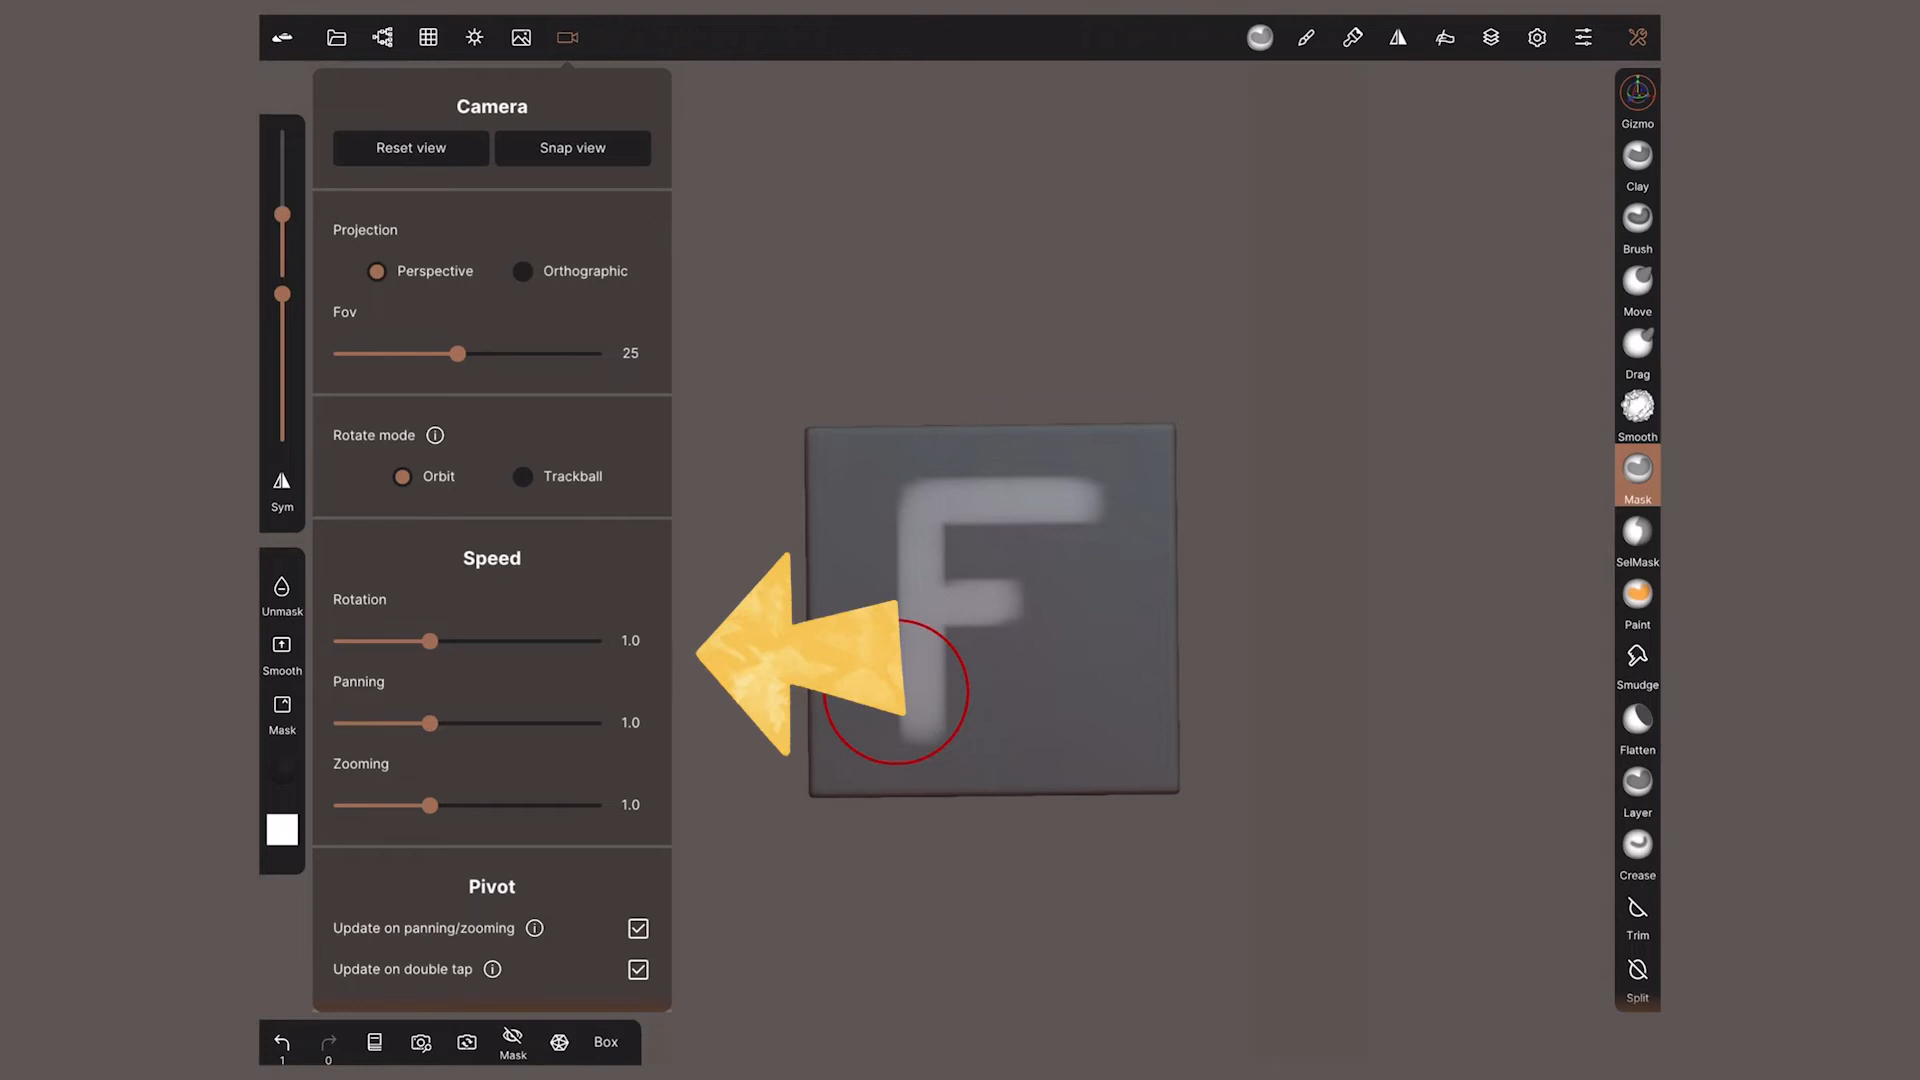 Camera
Reset view Snap view
Projection
Perspective Orthographic
Fov
25
Rotate mode
Orbit Trackball
Speed
Rotation
1.0
Panning
1.0
Zooming
1.0
Pivot
Update on panning/zooming
Update on double tap
Sym
Unmask
Smooth
Mask
F
Gizmo
Clay
Brush
Move
Drag
Smooth
Mask
SelMask
Paint
Smudge
Flatten
Layer
Crease
Trim
Split
1 0 Mask Box